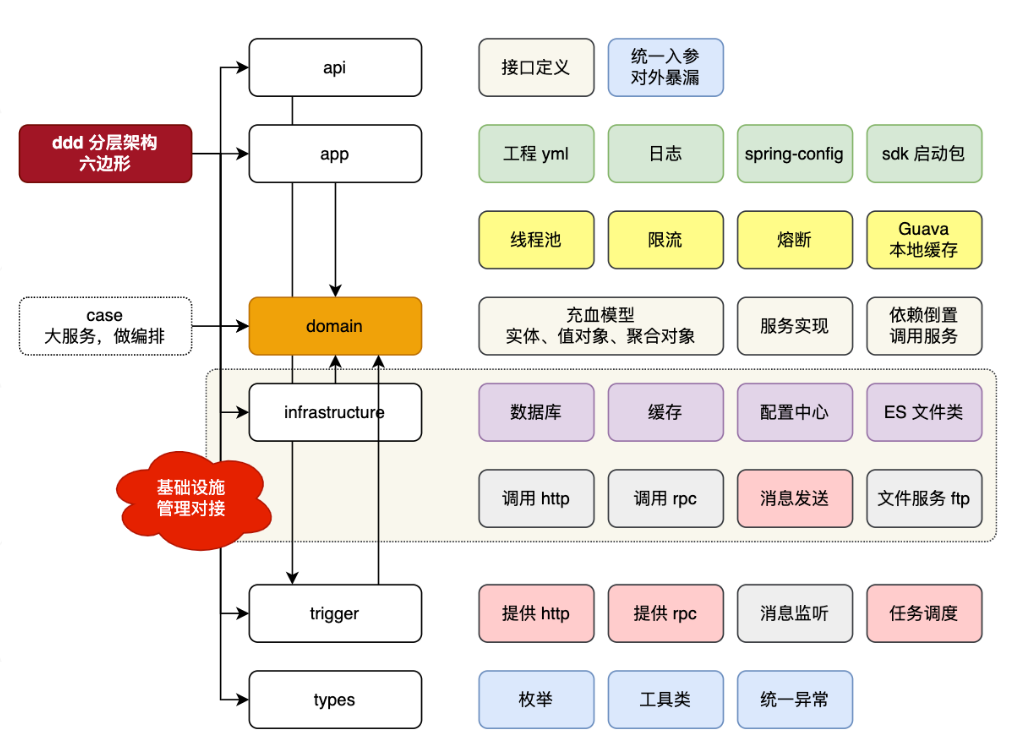 api
接口定义
统一入参
对外暴漏
ddd 分层架构
六边形
app
工程 yml
日志
spring-config
sdk 启动包
线程池
限流
熔断
Guava
本地缓存
case
大服务，做编排
domain
充血模型
实体、值对象、聚合对象
服务实现
依赖倒置
调用服务
infrastructure
数据库
缓存
配置中心
ES 文件类
基础设施
管理对接
调用 http
调用 rpc
消息发送
文件服务 ftp
trigger
提供 http
提供 rpc
消息监听
任务调度
types
枚举
工具类
统一异常